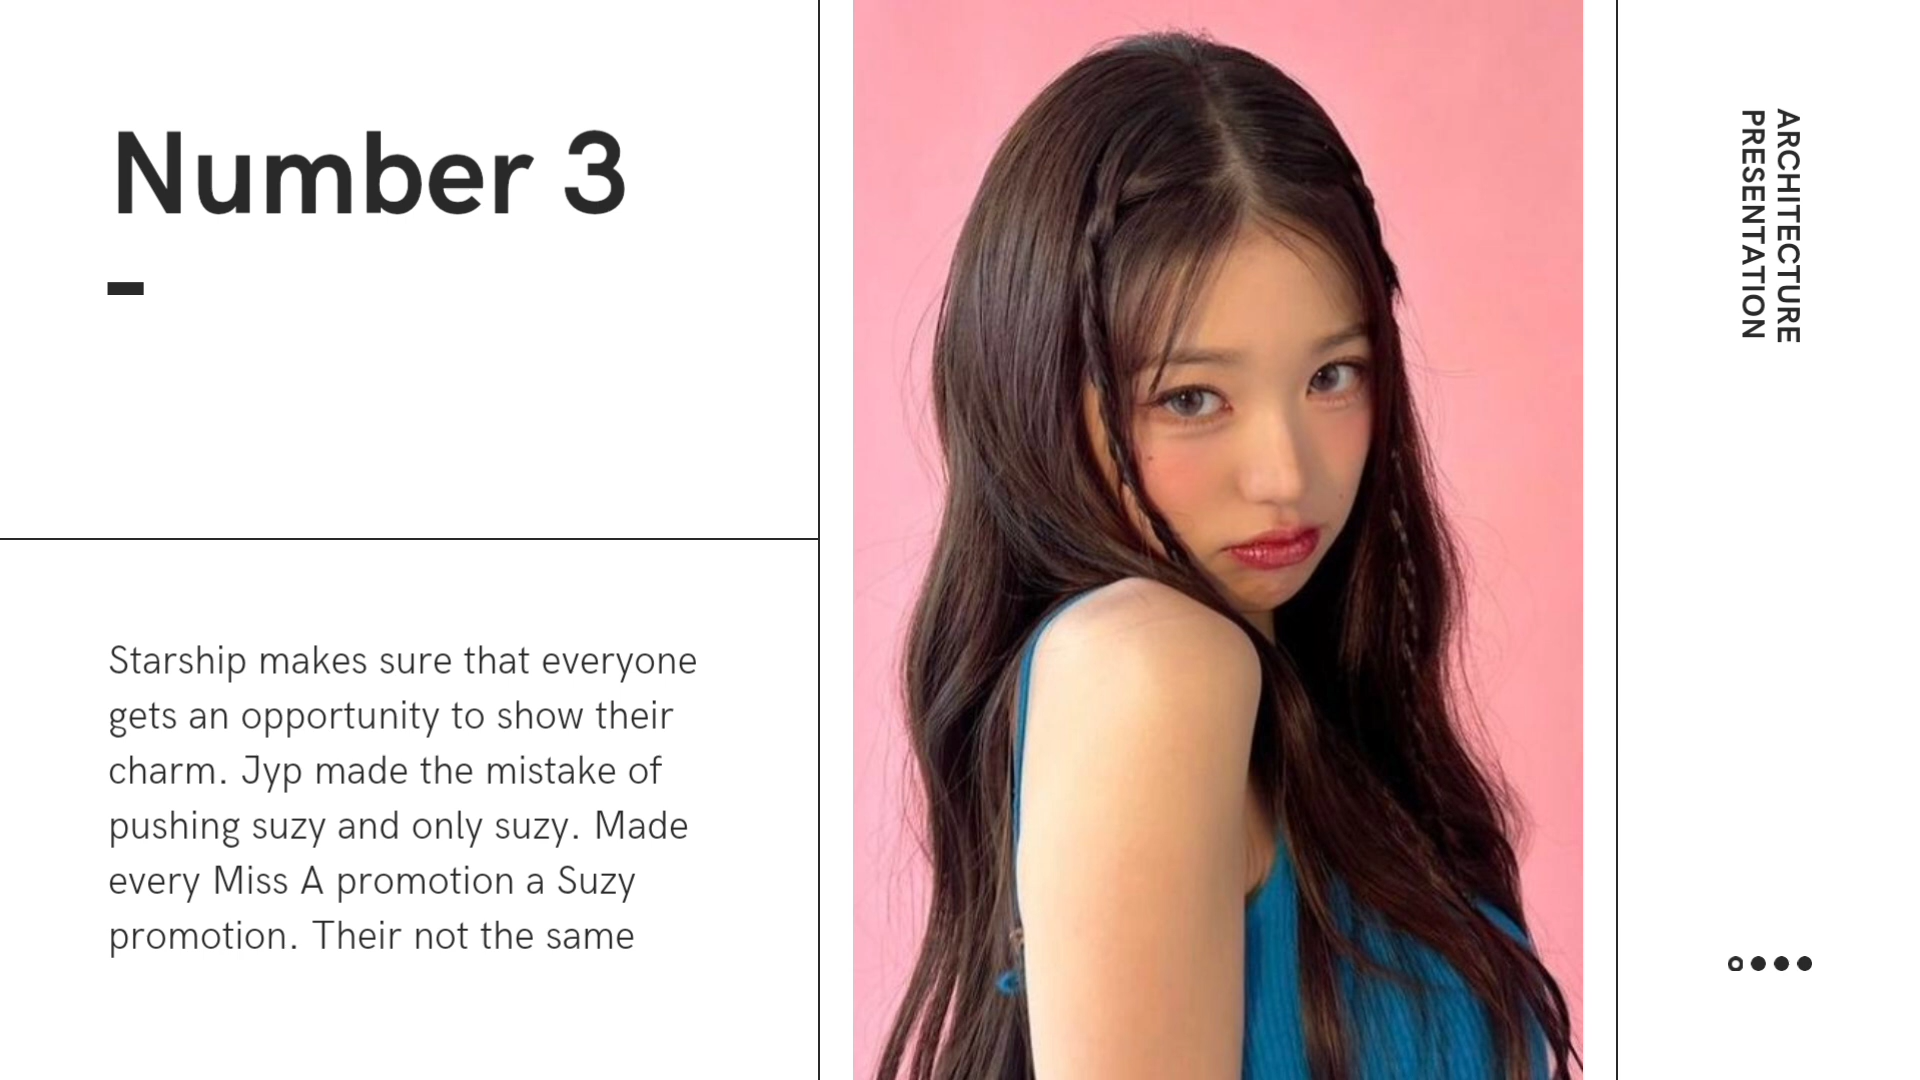 Number 3
Starship makes sure that everyone
gets an opportunity to show their
charm. Jyp made the mistake of
pushing suzy and only suzy. Made
every Miss A promotion a Suzy
promotion. Their not the same
ARCHITECTURE
PRESENTATION